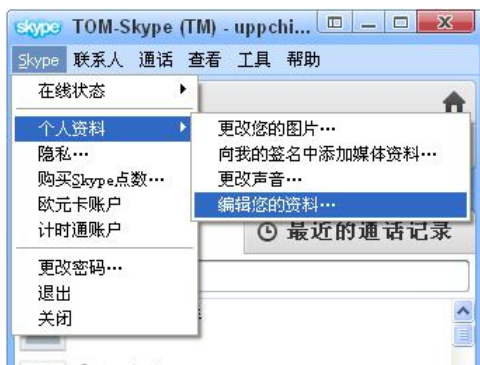 skype TOM-Skype (TM) - uppchi...
Skype 联系人 通话 查看 工具 帮助
在线状态
个人资料
隐私…
购买Skype点数…
欧元卡账户
计时通账户
更改密码…
退出
关闭
更改您的图片…
向我的签名中添加媒体资料…
更改声音…
编辑您的资料…
最近的通话记录